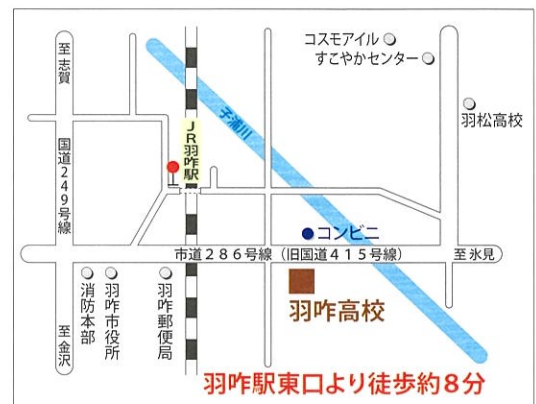 コスモアイル
すこやかセンター
至志賀
羽松高校
子浦川
JR羽咋駅
国道249号線
コンビニ
市道286号線（旧国道415号線）
至氷見
羽咋高校
消防本部
羽咋市役所
羽咋郵便局
至金沢
羽咋駅東口より徒歩約8分